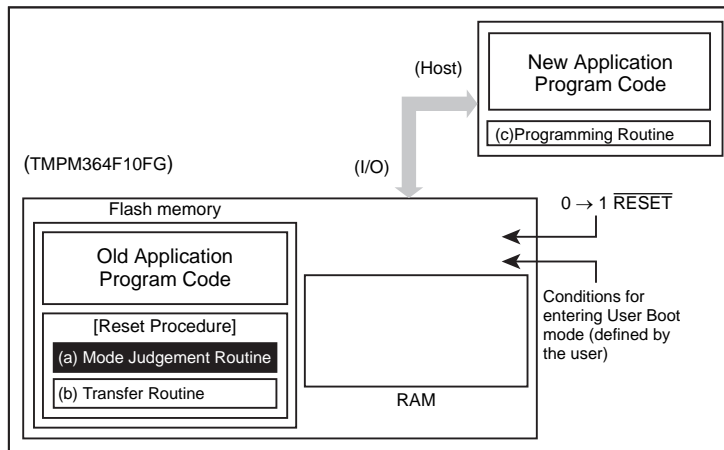 (Host)
New Application
Program Code
(c)Programming Routine
(TMPM364F10FG)
(I/O)
Flash memory
0 → 1 RESET
Old Application
Program Code
[Reset Procedure]
(a) Mode Judgement Routine
(b) Transfer Routine
RAM
Conditions for
entering User Boot
mode (defined by
the user)